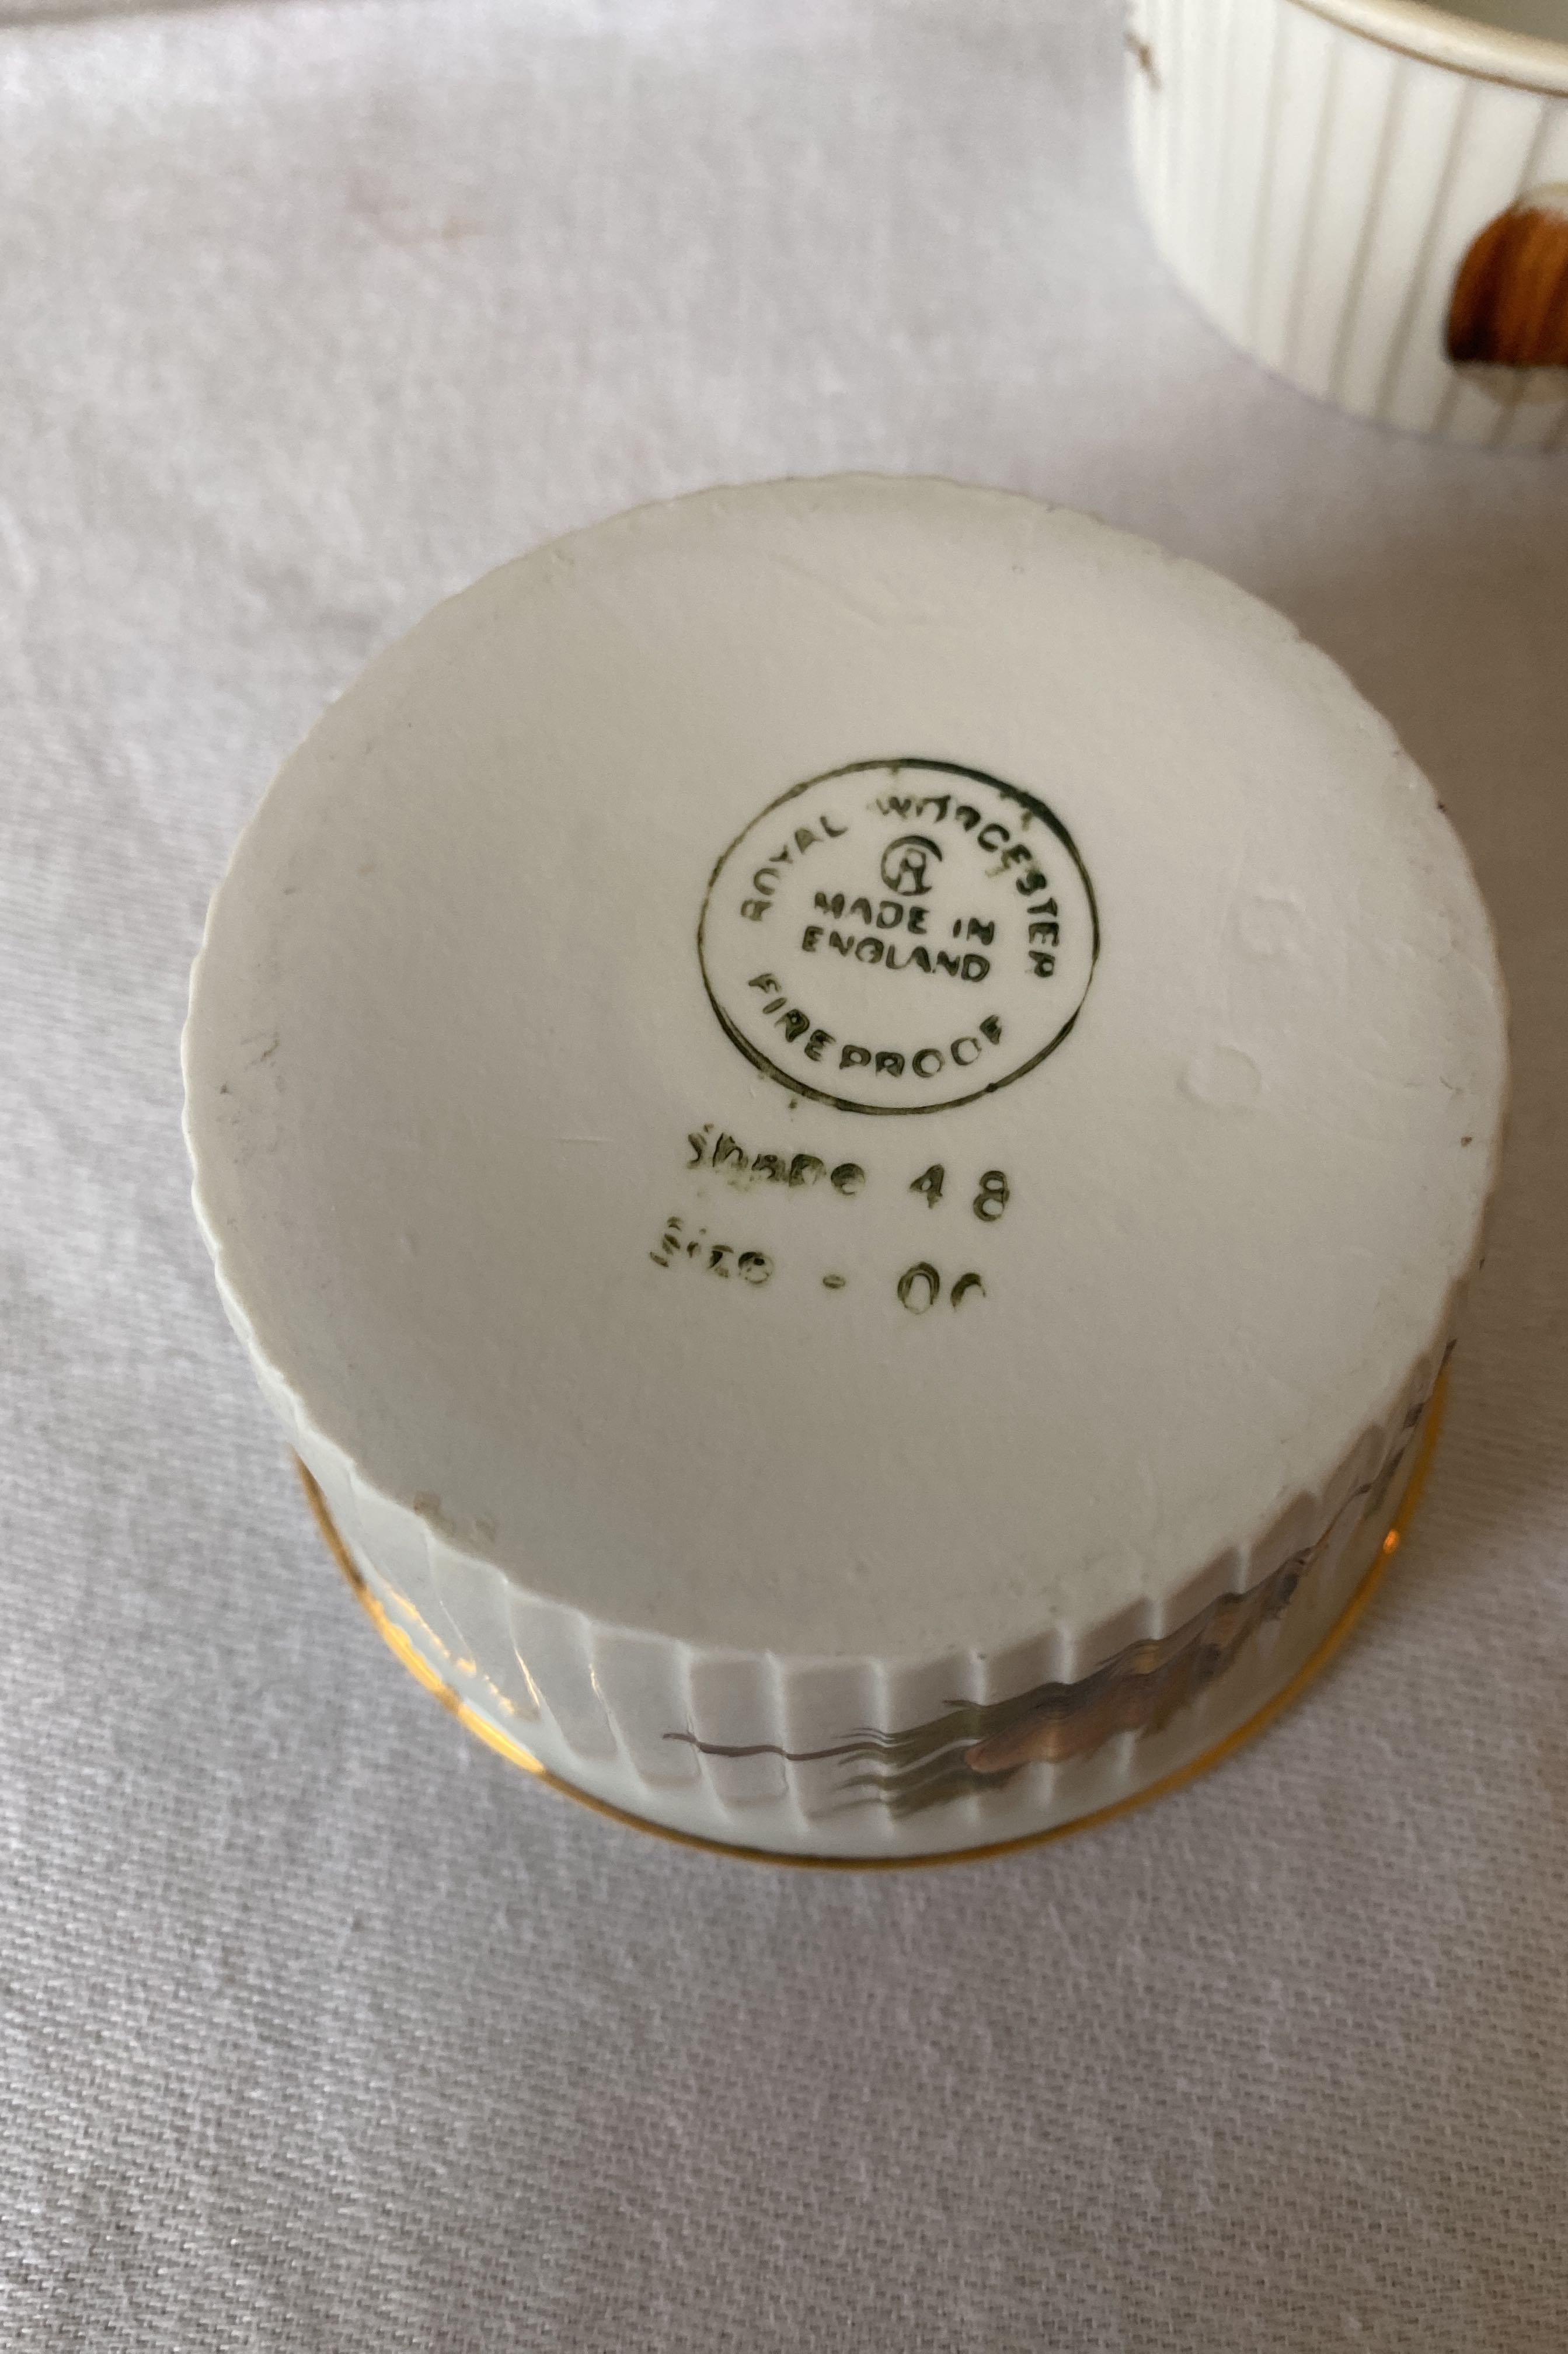 ROYAL WORCESTER
R
MADE IN
ENGLAND
FIREPROOF
Shape 48
Size - 00